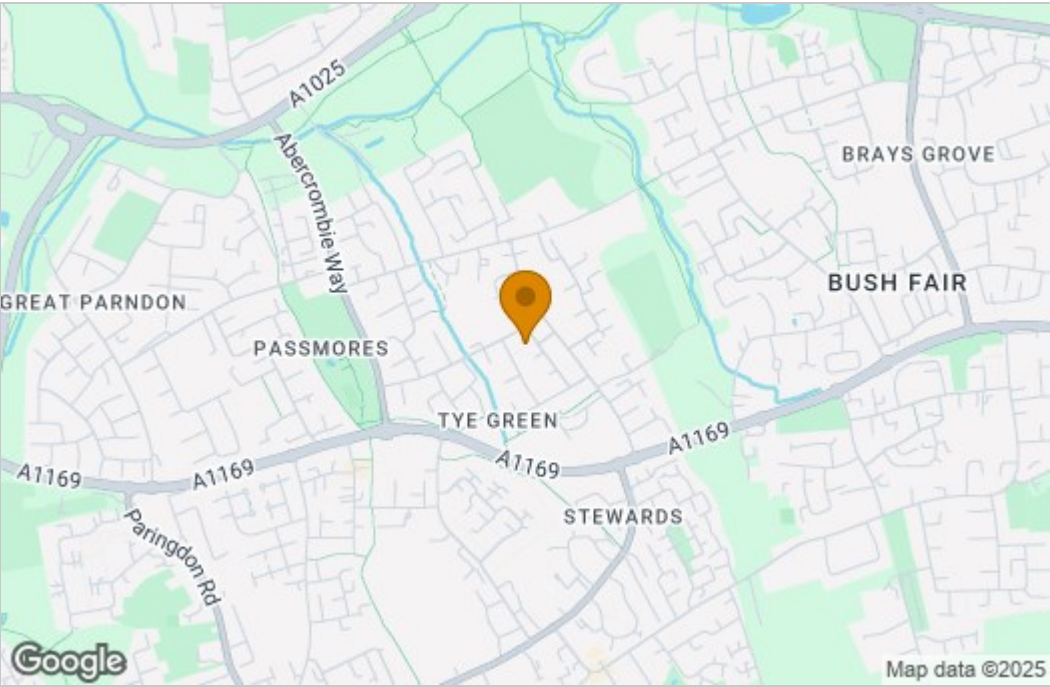 A1025
Abercrombie Way
BRAYS GROVE
BUSH FAIR
GREAT PARNDON
PASSMORES
TYE GREEN
A1169
A1169
A1169
A1169
STEWARDS
Paringdon Rd
Google
Map data ©2025